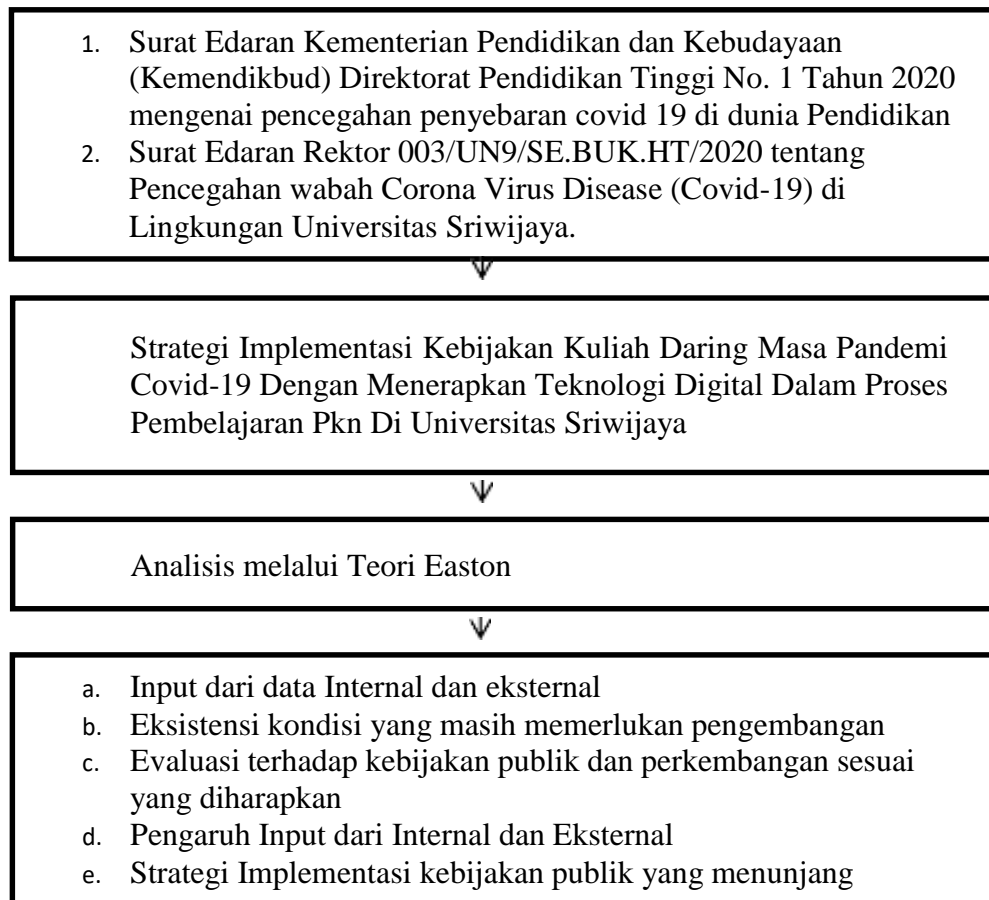 1. Surat Edaran Kementerian Pendidikan dan Kebudayaan
(Kemendikbud) Direktorat Pendidikan Tinggi No. 1 Tahun 2020
mengenai pencegahan penyebaran covid 19 di dunia Pendidikan
2. Surat Edaran Rektor 003/UN9/SE.BUK.HT/2020 tentang
Pencegahan wabah Corona Virus Disease (Covid-19) di
Lingkungan Universitas Sriwijaya.
Strategi Implementasi Kebijakan Kuliah Daring Masa Pandemi
Covid-19 Dengan Menerapkan Teknologi Digital Dalam Proses
Pembelajaran Pkn Di Universitas Sriwijaya
Analisis melalui Teori Easton
a. Input dari data Internal dan eksternal
b. Eksistensi kondisi yang masih memerlukan pengembangan
c. Evaluasi terhadap kebijakan publik dan perkembangan sesuai
yang diharapkan
d. Pengaruh Input dari Internal dan Eksternal
e. Strategi Implementasi kebijakan publik yang menunjang